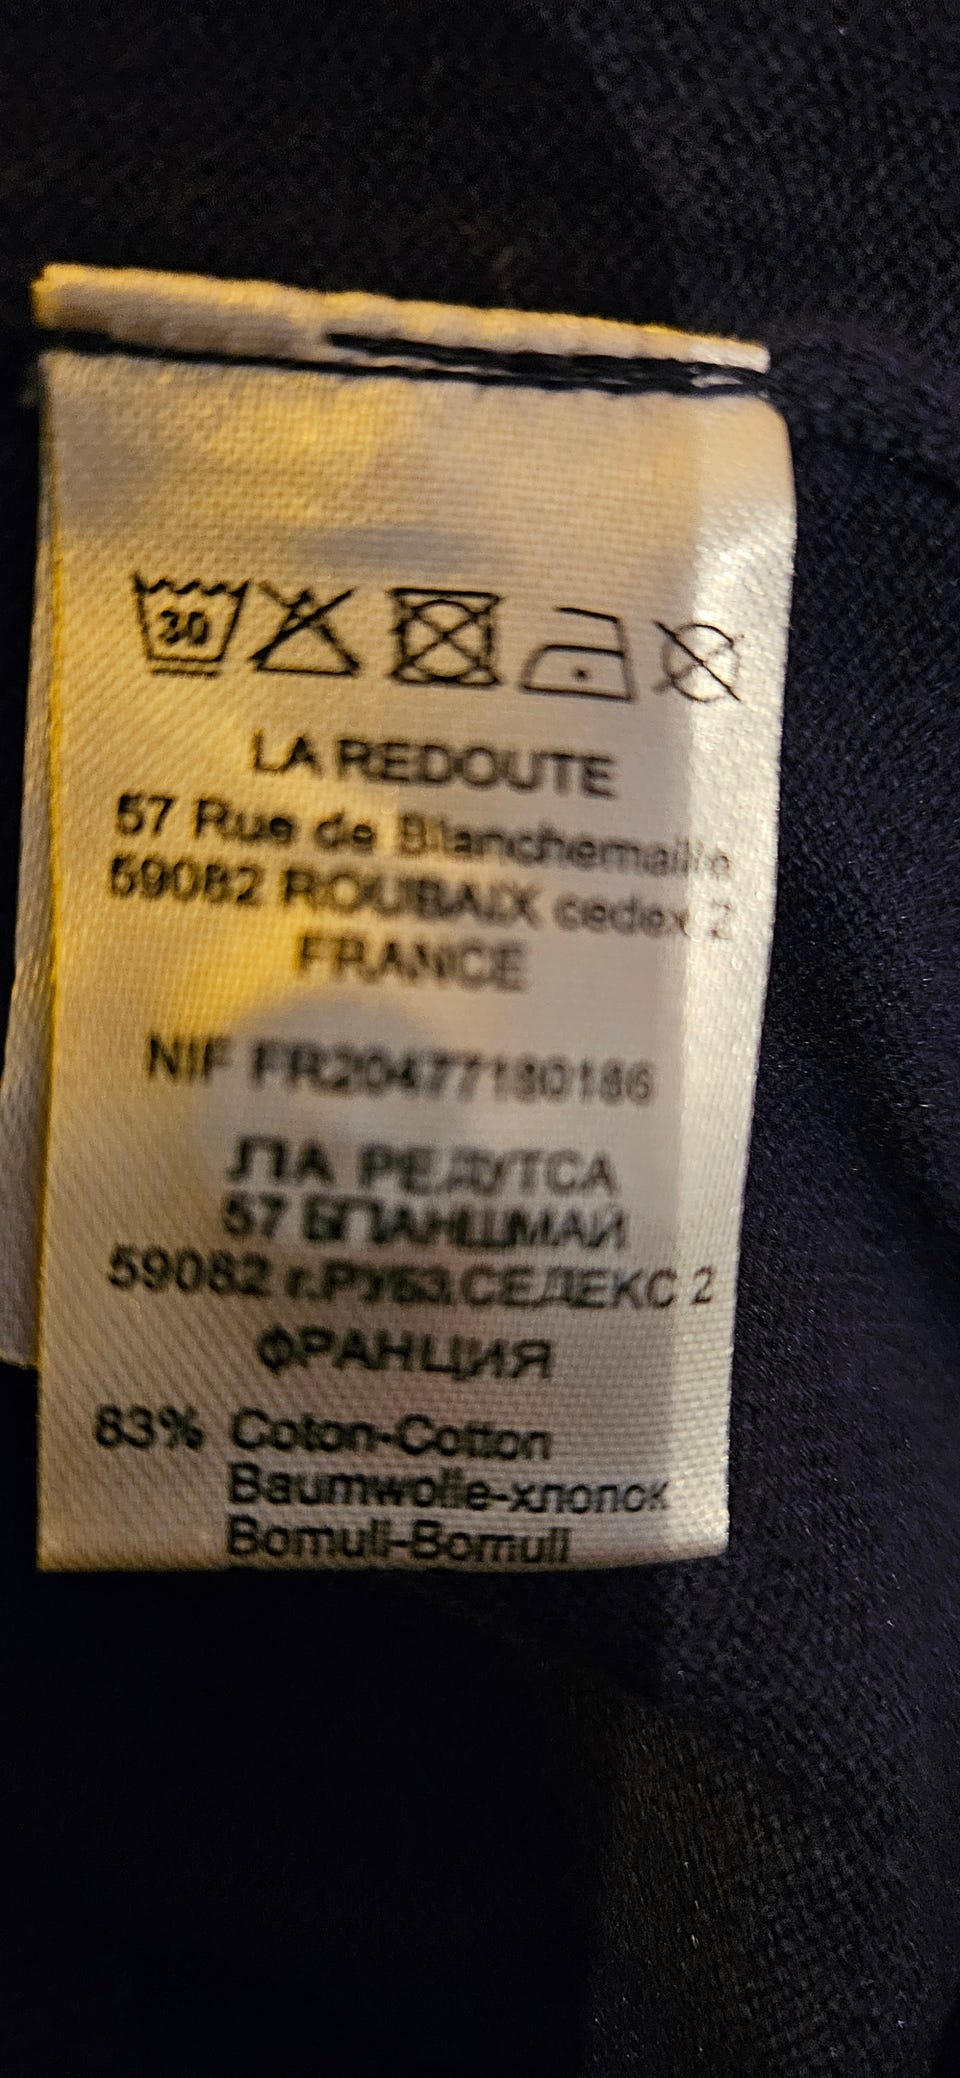 30
LA REDOUTE
57 Rue de Blanchemaille
59082 ROUBAIX cedex 2
FRANCE
NIF FR20477180186
ЛА РЕДУТСА
57 БЛАНШМАЙ
59082 г.РУБЭ.СЕДЕКС 2
ФРАНЦИЯ
83% Coton-Cotton
Baumwolle-хлопок
Bomull-Bomull